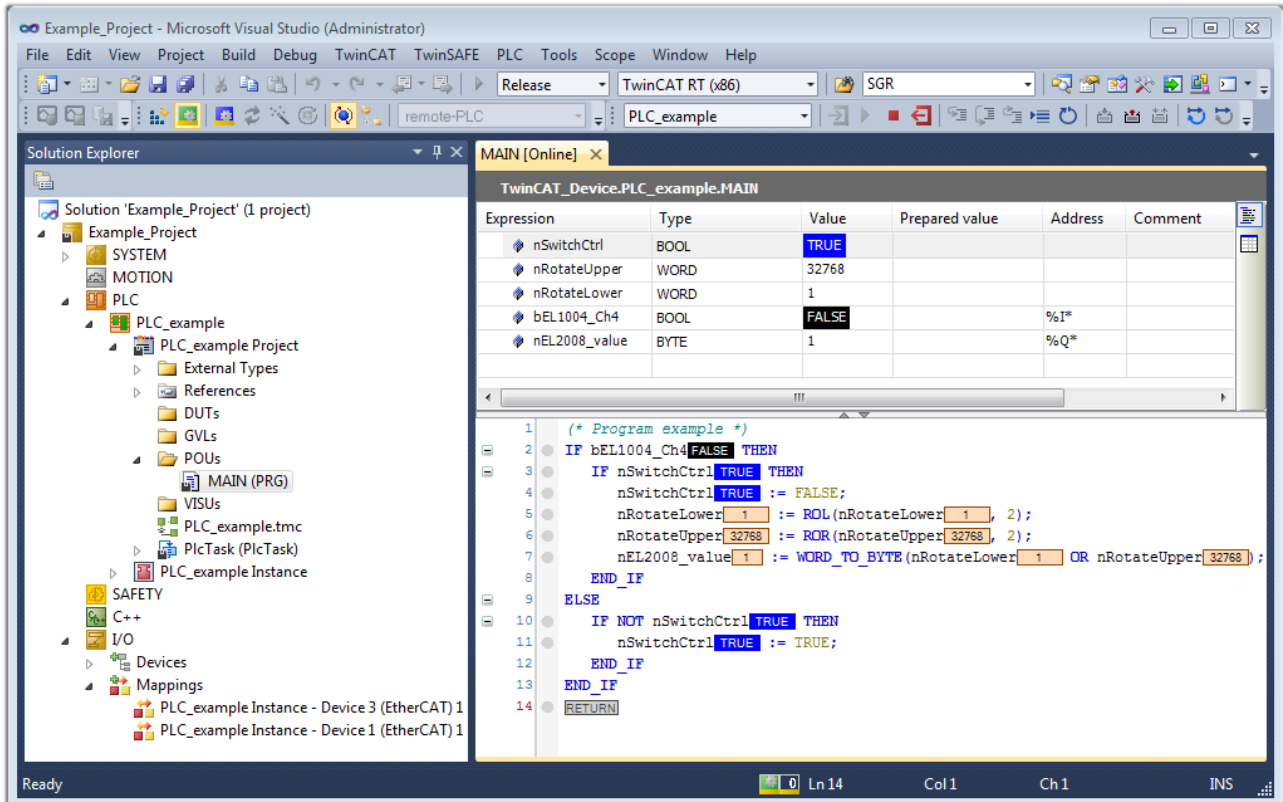 Example_Project - Microsoft Visual Studio (Administrator)
File Edit View Project Build Debug TwinCAT TwinSAFE PLC Tools Scope Window Help
Release TwinCAT RT (x86) SGR
remote-PLC PLC_example
Solution Explorer
Solution 'Example_Project' (1 project)
Example_Project
SYSTEM
MOTION
PLC
PLC_example
PLC_example Project
External Types
References
DUTs
GVLs
POUs
MAIN (PRG)
VISUs
PLC_example.tmc
PlcTask (PlcTask)
PLC_example Instance
SAFETY
C++
I/O
Devices
Mappings
PLC_example Instance - Device 3 (EtherCAT) 1
PLC_example Instance - Device 1 (EtherCAT) 1
MAIN [Online]
TwinCAT_Device.PLC_example.MAIN
Expression Type Value Prepared value Address Comment
nSwitchCtrl BOOL TRUE
nRotateUpper WORD 32768
nRotateLower WORD 1
bEL1004_Ch4 BOOL FALSE %I*
nEL2008_value BYTE 1 %Q*
1 (* Program example *)
2 IF bEL1004_Ch4 FALSE THEN
3 IF nSwitchCtrl TRUE THEN
4 nSwitchCtrl TRUE := FALSE;
5 nRotateLower 1 := ROL(nRotateLower 1 , 2);
6 nRotateUpper 32768 := ROR(nRotateUpper 32768 , 2);
7 nEL2008_value 1 := WORD_TO_BYTE(nRotateLower 1 OR nRotateUpper 32768 );
8 END_IF
9 ELSE
10 IF NOT nSwitchCtrl TRUE THEN
11 nSwitchCtrl TRUE := TRUE;
12 END_IF
13 END_IF
14 RETURN
Ready 0 Ln 14 Col 1 Ch 1 INS